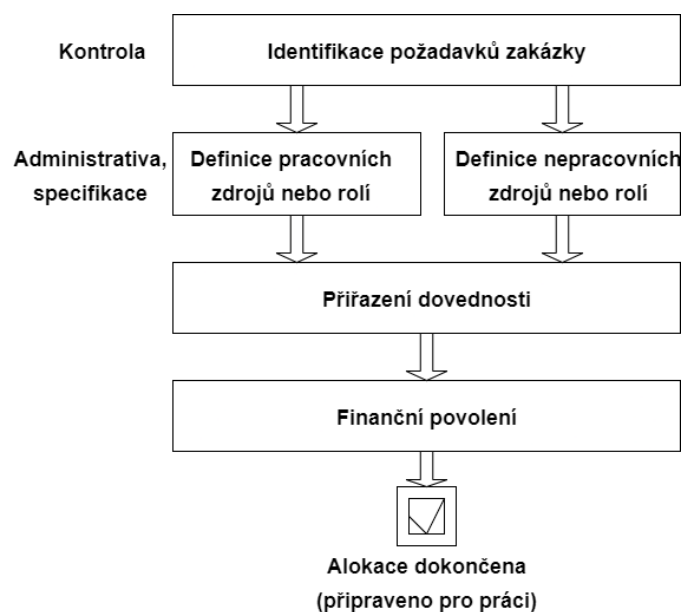 Kontrola
Identifikace požadavků zakázky
Administrativa,
specifikace
Definice pracovních
zdrojů nebo rolí
Definice nepracovních
zdrojů nebo rolí
Přiřazení dovednosti
Finanční povolení
Alokace dokončena
(připraveno pro práci)